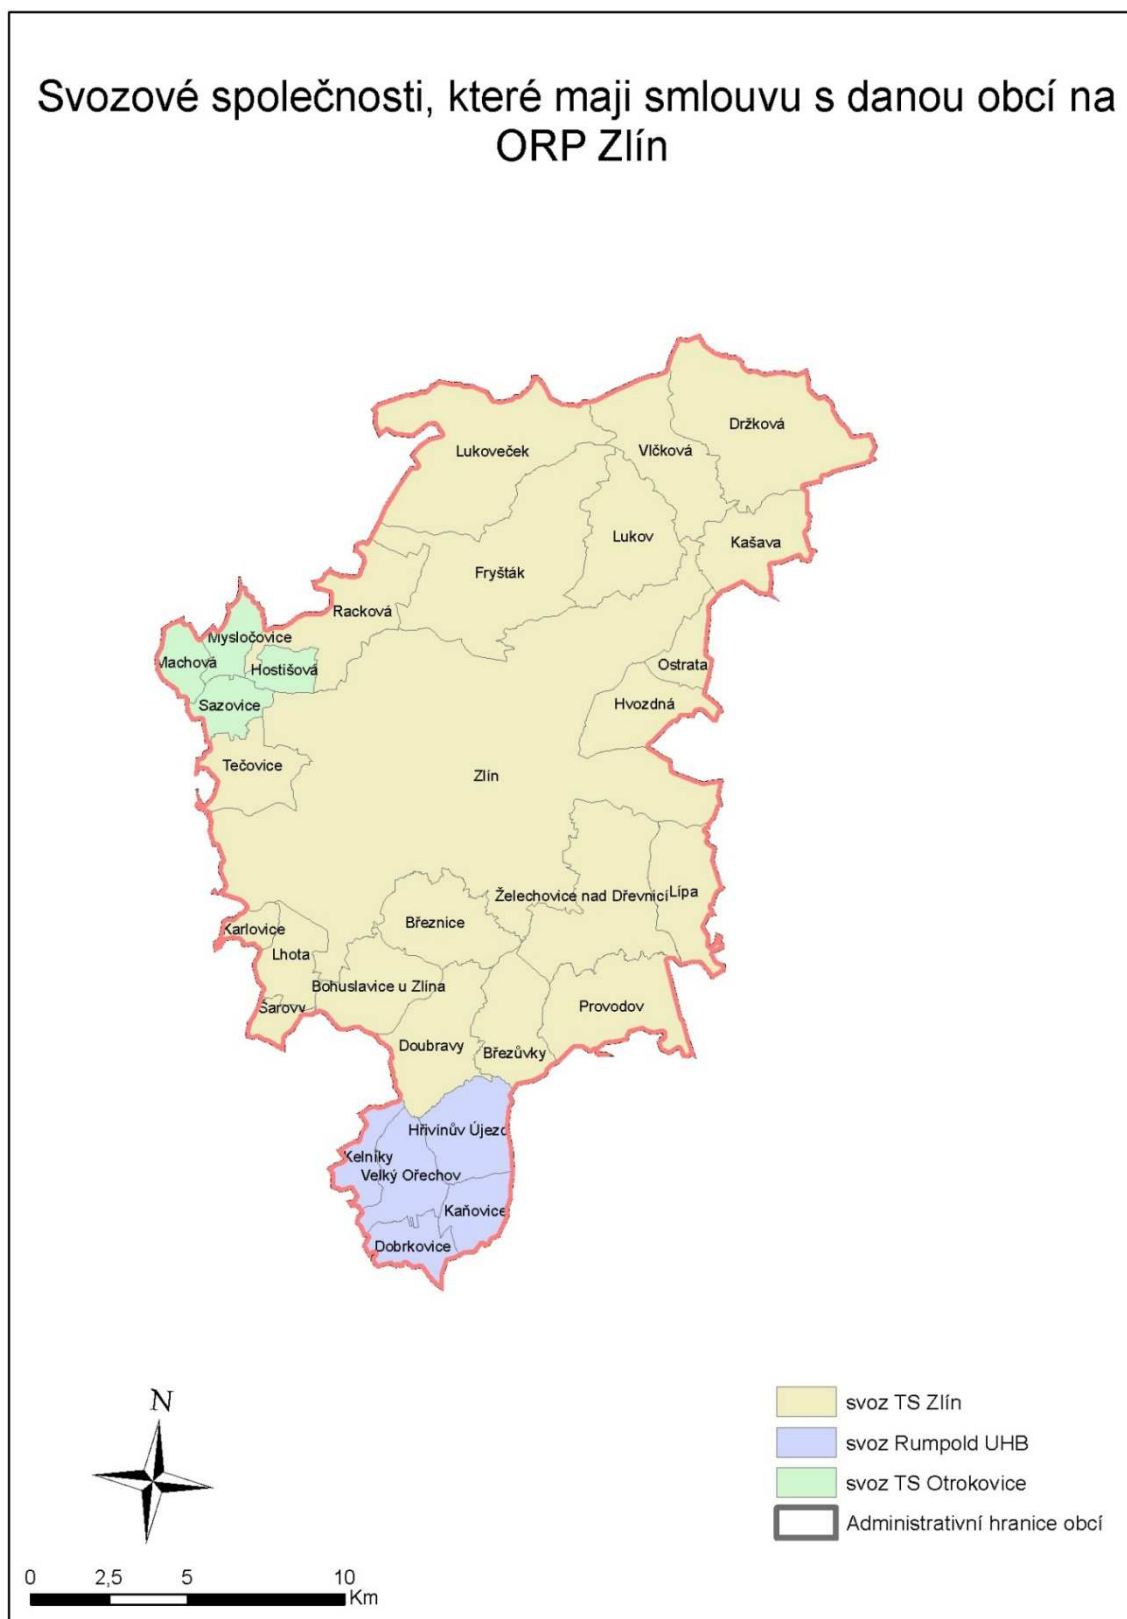 Svozové společnosti, které maji smlouvu s danou obcí na
ORP Zlín
Držková
Lukoveček
Vlčková
Lukov
Kašava
Fryšták
Racková
Mysločovice
Machová
Hostišová
Ostrata
Sazovice
Hvozdná
Tečovice
Zlín
Želechovice nad Dřevnicí
Lípa
Březnice
Karlovice
Lhota
Bohuslavice u Zlína
Šarovy
Provodov
Doubravy
Březůvky
Hřivinův Újezd
Kelníky
Velký Ořechov
Kaňovice
Dobrkovice
N
svoz TS Zlín
svoz Rumpold UHB
svoz TS Otrokovice
Administrativní hranice obcí
0 2,5 5 10
Km